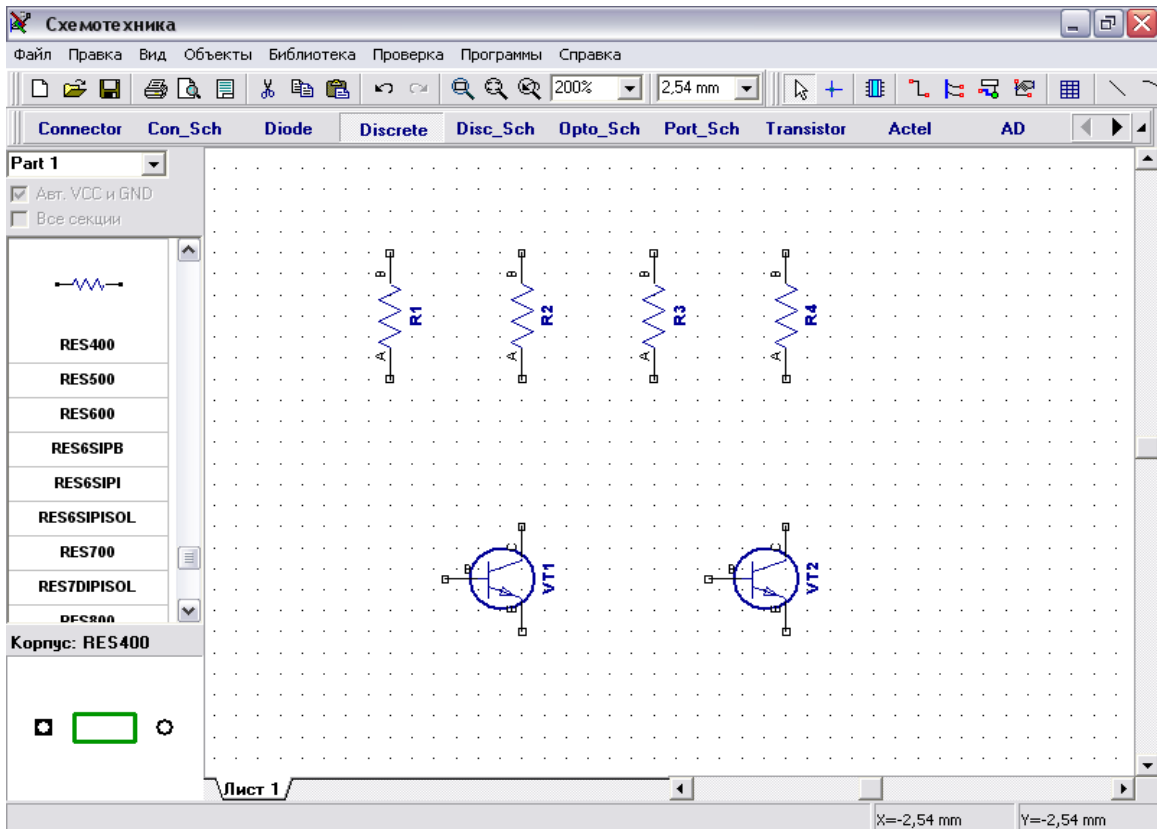 Схемотехника
Файл Правка Вид Объекты Библиотека Проверка Программы Справка
200% 2,54 mm
Connector Con_Sch Diode Discrete Disc_Sch Opto_Sch Port_Sch Transistor Actel AD
Part 1
Авт. VCC и GND
Все секции
RES400
RES500
RES600
RES6SIPB
RES6SIPI
RES6SIPISOL
RES700
RES7DIPISOL
RES800
Корпус: RES400
B B B B
R1 R2 R3 R4
A A A A
C C
B VT1 B VT2
E E
Лист 1
X=-2,54 mm Y=-2,54 mm